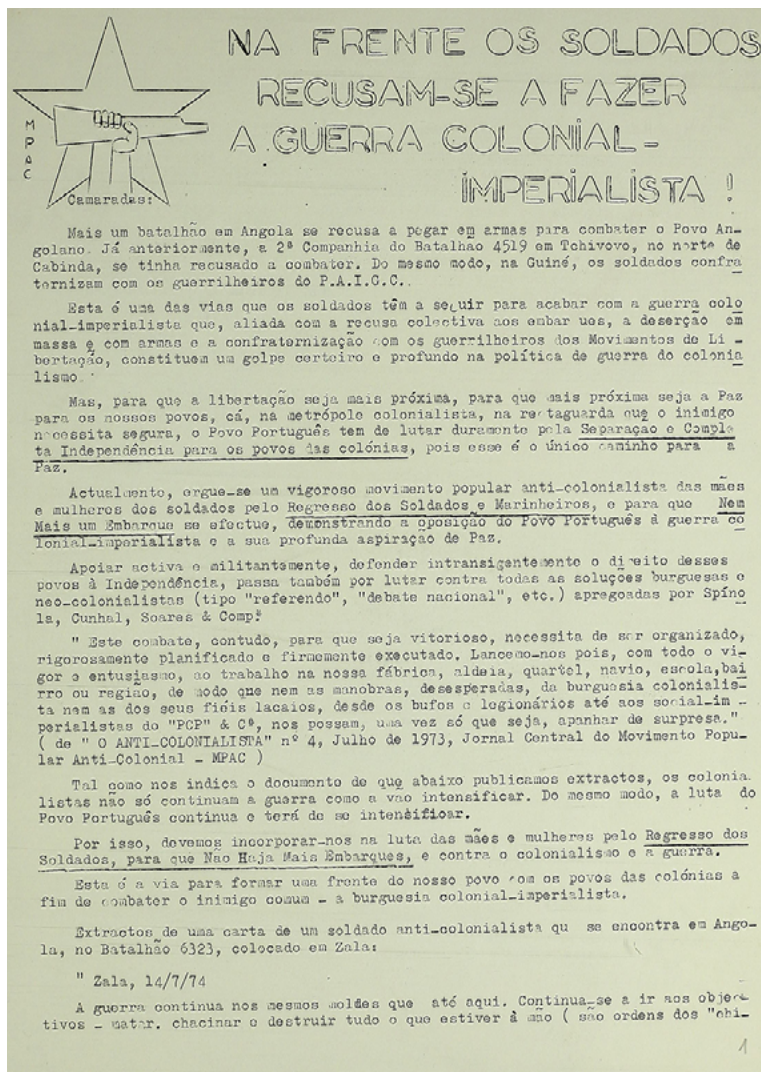 NA FRENTE OS SOLDADOS
RECUSAM-SE A FAZER
A GUERRA COLONIAL-
IMPERIALISTA !
MPAC
Camaradas:
Mais um batalhão em Angola se recusa a pegar em armas para combater o Povo An-
golano. Já anteriormente, a 2ª Companhia do Batalhao 4519 em Tchivovo, no norte de
Cabinda, se tinha recusado a combater. Do mesmo modo, na Guiné, os soldados confra
ternizam com os guerrilheiros do P.A.I.G.C..
Esta é uma das vias que os soldados têm a seguir para acabar com a guerra colo
nial-imperialista que, aliada com a recusa colectiva aos embar ues, a deserção em
massa e com armas e a confraternização com os guerrilheiros dos Movimentos de Li -
bertação, constituem um golpe certeiro e profundo na política de guerra do colonia
lismo.
Mas, para que a libertação seja mais próxima, para que mais próxima seja a Paz
para os nossos povos, cá, na metrópole colonialista, na rectaguarda que o inimigo
necessita segura, o Povo Português tem de lutar duramente pela Separação e Comple
ta Independência para os povos das colónias, pois esse é o único caminho para a
Paz.
Actualmente, ergue-se um vigoroso movimento popular anti-colonialista das mães
e mulheres dos soldados pelo Regresso dos Soldados e Marinheiros, e para que Nem
Mais um Embarque se efectue, demonstrando a oposição do Povo Português à guerra co
lonial-imperialista e a sua profunda aspiração de Paz.
Apoiar activa e militantemente, defender intransigentemente o direito desses
povos à Independência, passa também por lutar contra todas as soluções burguesas e
neo-colonialistas (tipo "referendo", "debate nacional", etc.) apregoadas por Spíno
la, Cunhal, Soares & Compª
" Este combate, contudo, para que seja vitorioso, necessita de ser organizado,
rigorosamente planificado e firmemente executado. Lancemo-nos pois, com todo o vi-
gor e entusiasmo, ao trabalho na nossa fábrica, aldeia, quartel, navio, escola,bai
rro ou região, de modo que nem as manobras, desesperadas, da burguesia colonialis-
ta nem as dos seus fiéis lacaios, desde os bufos e legionários até aos social-im -
perialistas do "PCP" & Cª, nos possam, uma vez só que seja, apanhar de surpresa."
( de " O ANTI-COLONIALISTA" nº 4, Julho de 1973, Jornal Central do Movimento Popu-
lar Anti-Colonial - MPAC )
Tal como nos indica o documento de que abaixo publicamos extractos, os colonia
listas não só continuam a guerra como a vao intensificar. Do mesmo modo, a luta do
Povo Português continua e terá de se intensificar.
Por isso, devemos incorporar-nos na luta das mães e mulheres pelo Regresso dos
Soldados, para que Não Haja Mais Embarques, e contra o colonialismo e a guerra.
Esta é a via para formar uma frente do nosso povo com os povos das colónias a
fim de combater o inimigo comum - a burguesia colonial-imperialista.
Extractos de uma carta de um soldado anti-colonialista qu se encontra em Ango-
la, no Batalhão 6323, colocado em Zala:
" Zala, 14/7/74
A guerra continua nos mesmos moldes que até aqui. Continua-se a ir aos objec-
tivos - matar. chacinar e destruir tudo o que estiver à mão ( são ordens dos "chi-
1